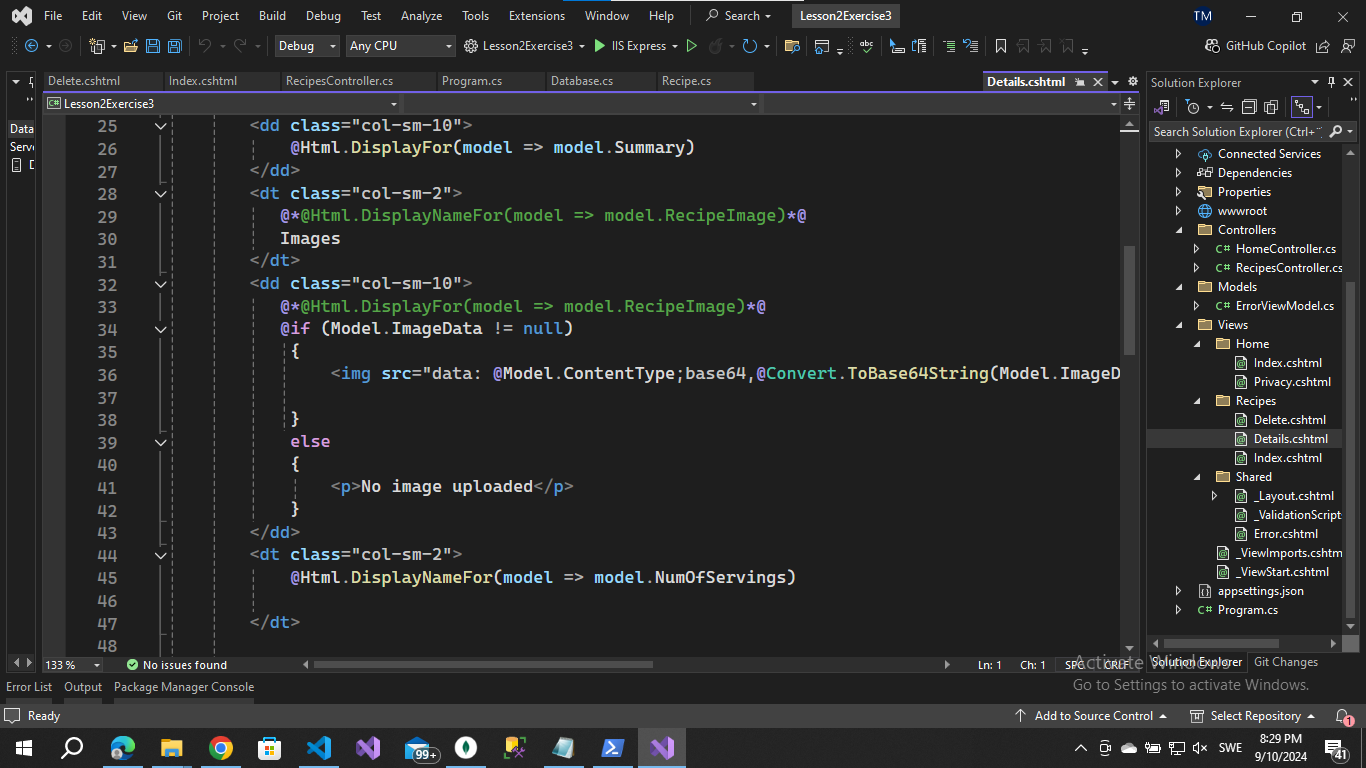 File Edit View Git Project Build Debug Test Analyze Tools Extensions Window Help Search Lesson2Exercise3 TM
Debug Any CPU Lesson2Exercise3 IIS Express GitHub Copilot
Delete.cshtml Index.cshtml RecipesController.cs Program.cs Database.cs Recipe.cs Details.cshtml
Lesson2Exercise3
Data
Serv
25 <dd class="col-sm-10">
26 @Html.DisplayFor(model => model.Summary)
27 </dd>
28 <dt class="col-sm-2">
29 @*@Html.DisplayNameFor(model => model.RecipeImage)*@
30 Images
31 </dt>
32 <dd class="col-sm-10">
33 @*@Html.DisplayFor(model => model.RecipeImage)*@
34 @if (Model.ImageData != null)
35 {
36 <img src="data: @Model.ContentType;base64,@Convert.ToBase64String(Model.ImageD
37
38 }
39 else
40 {
41 <p>No image uploaded</p>
42 }
43 </dd>
44 <dt class="col-sm-2">
45 @Html.DisplayNameFor(model => model.NumOfServings)
46
47 </dt>
48
133 % No issues found Ln: 1 Ch: 1 SPC CRLF
Solution Explorer
Search Solution Explorer (Ctrl+
Connected Services
Dependencies
Properties
wwwroot
Controllers
C# HomeController.cs
C# RecipesController.cs
Models
C# ErrorViewModel.cs
Views
Home
Index.cshtml
Privacy.cshtml
Recipes
Delete.cshtml
Details.cshtml
Index.cshtml
Shared
_Layout.cshtml
_ValidationScript
Error.cshtml
_ViewImports.cshtm
_ViewStart.cshtml
appsettings.json
C# Program.cs
Solution Explorer Git Changes
Activate Windows
Go to Settings to activate Windows.
Error List Output Package Manager Console
Ready Add to Source Control Select Repository 1
99+ SWE 8:29 PM
9/10/2024 41